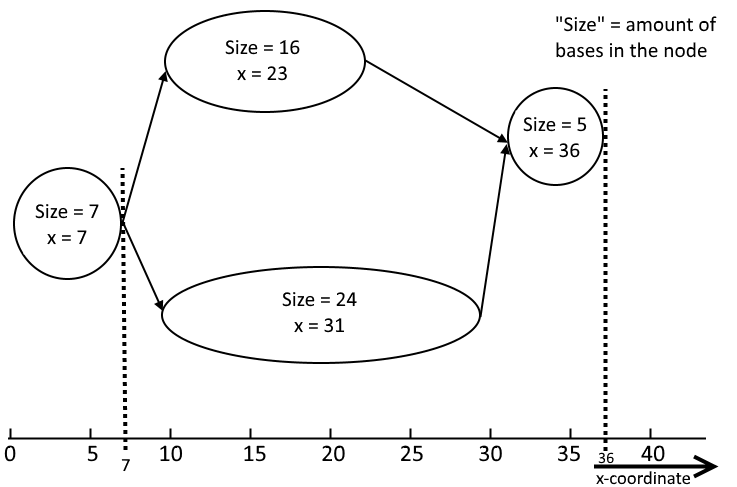 "Size" = amount of
bases in the node
Size = 16
x = 23
Size = 5
x = 36
Size = 7
x = 7
Size = 24
x = 31
0 5 7 10 15 20 25 30 35 36 40
x-coordinate